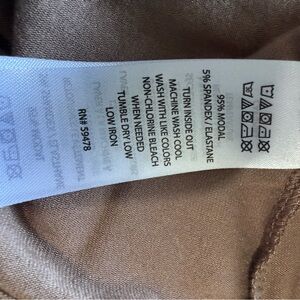 95% MODAL
5% SPANDEX / ELASTANE
TURN INSIDE OUT
MACHINE WASH COOL
WASH WITH LIKE COLORS
NON-CHLORINE BLEACH
WHEN NEEDED
TUMBLE DRY LOW
LOW IRON
RN# 59478